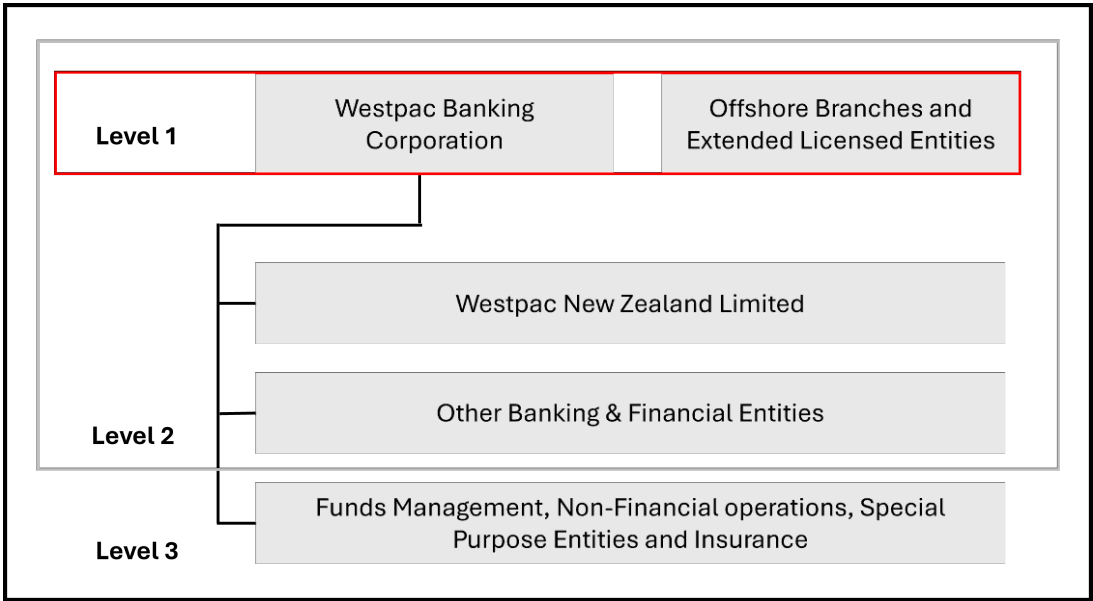 Level 1
Westpac Banking
Corporation
Offshore Branches and
Extended Licensed Entities
Westpac New Zealand Limited
Other Banking & Financial Entities
Level 2
Funds Management, Non-Financial operations, Special
Purpose Entities and Insurance
Level 3